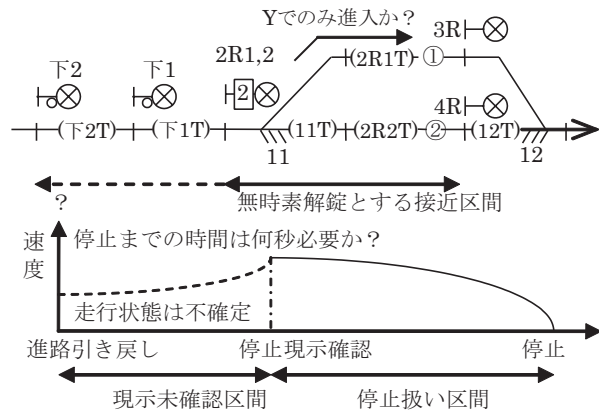 Yでのみ進入か？
3R
下2
下1
2R1,2
2
(2R1T)
①
4R
(下2T)
(下1T)
(11T)
(2R2T)
②
(12T)
11
12
？
無時素解錠とする接近区間
速度
停止までの時間は何秒必要か？
走行状態は不確定
進路引き戻し
停止現示確認
停止
現示未確認区間
停止扱い区間